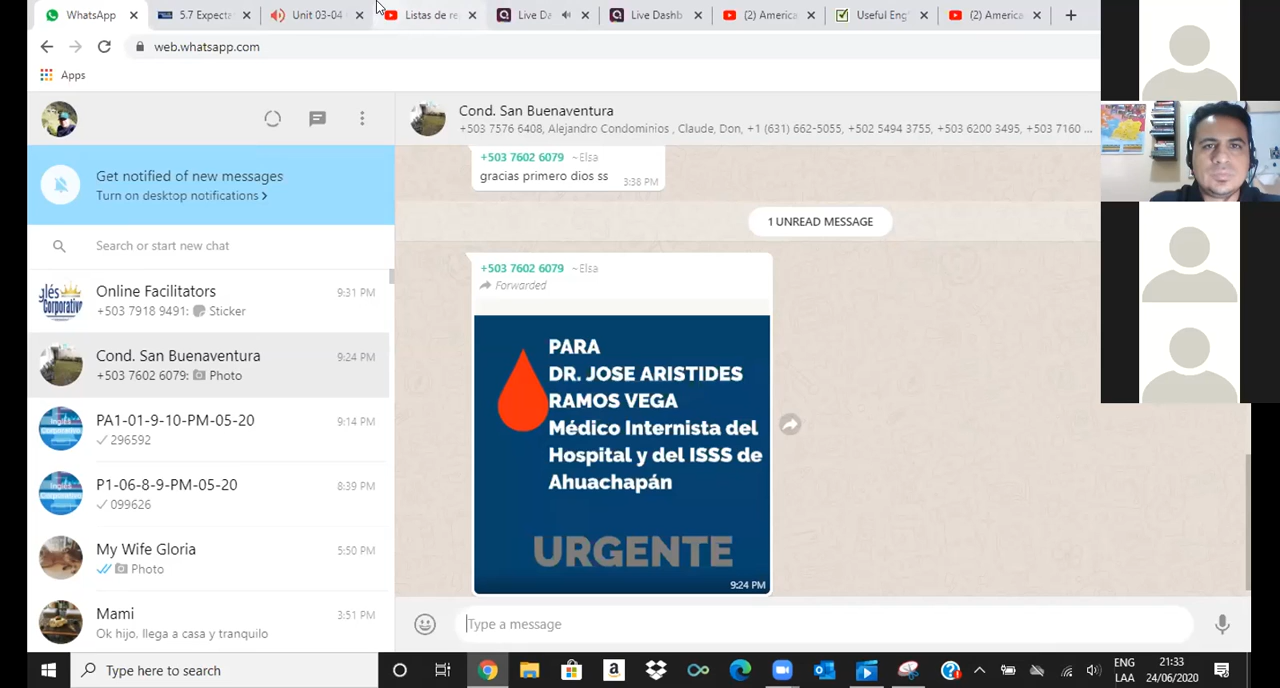 WhatsApp
5.7 Expecta
Unit 03-04
Listas de re
Live Da
Live Dashb
(2) America
Useful Eng
(2) America
web.whatsapp.com
Apps
Get notified of new messages
Turn on desktop notifications >
Search or start new chat
Online Facilitators 9:31 PM
+503 7918 9491: Sticker
Cond. San Buenaventura 9:24 PM
+503 7602 6079: Photo
PA1-01-9-10-PM-05-20 9:14 PM
296592
P1-06-8-9-PM-05-20 8:39 PM
099626
My Wife Gloria 5:50 PM
Photo
Mami 3:51 PM
Ok hijo, llega a casa y tranquilo
Cond. San Buenaventura
+503 7576 6408, Alejandro Condominios , Claude, Don, +1 (631) 662-5055, +502 5494 3755, +503 6200 3495, +503 7160 ...
+503 7602 6079 ~Elsa
gracias primero dios ss 3:38 PM
1 UNREAD MESSAGE
+503 7602 6079 ~Elsa
Forwarded
PARA
DR. JOSE ARISTIDES
RAMOS VEGA
Médico Internista del
Hospital y del ISSS de
Ahuachapán
URGENTE
9:24 PM
Type a message
Type here to search
ENG
LAA
21:33
24/06/2020